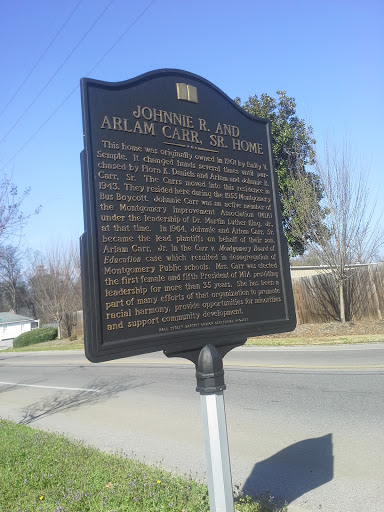 JOHNNIE R. AND
ARLAM CARR, SR. HOME
This home was originally owned in 1901 by Emily V.
Semple. It changed hands several times until pur-
chased by Flora K. Daniels and Arlam and Johnnie R.
Carr, Sr. The Carrs moved into this residence in
1943. They resided here during the 1955 Montgomery
Bus Boycott. Johnnie Carr was an active member of
the Montgomery Improvement Association (MIA)
under the leadership of Dr. Martin Luther King, Jr.,
at that time. In 1964, Johnnie and Arlam Carr, Sr.
became the lead plantiffs on behalf of their son,
Arlam Carr, Jr. in the Carr v. Montgomery Board of
Education case which resulted in desegregation of
Montgomery Public schools. Mrs. Carr was elected
the first female and fifth President of MIA providing
leadership for more than 35 years. She has been a
part of many efforts of that organization to promote
racial harmony, provide opportunities for minorities
and support community development.
HALL STREET BAPTIST CHURCH